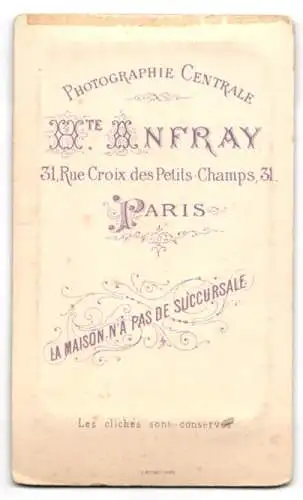 PHOTOGRAPHIE CENTRALE
HTE. ANFRAY
31, Rue Croix des Petits-Champs, 31.
PARIS
LA MAISON N'A PAS DE SUCCURSALE
Les clichés sont conservés